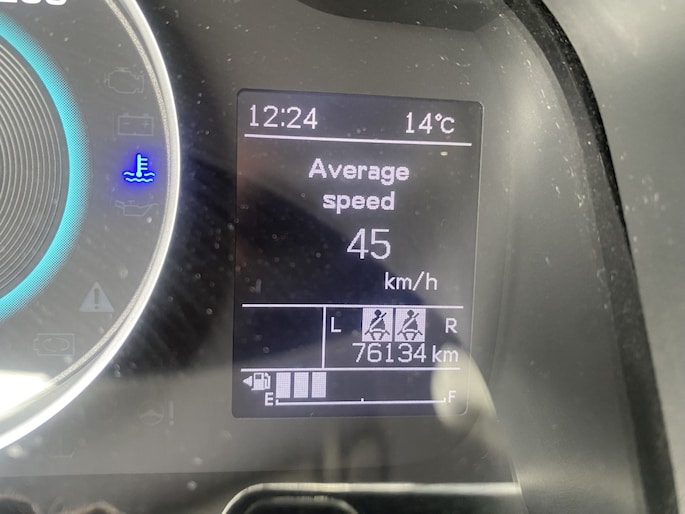 12:24 14°C
Average
speed
45
km/h
L R
76134 km
E F